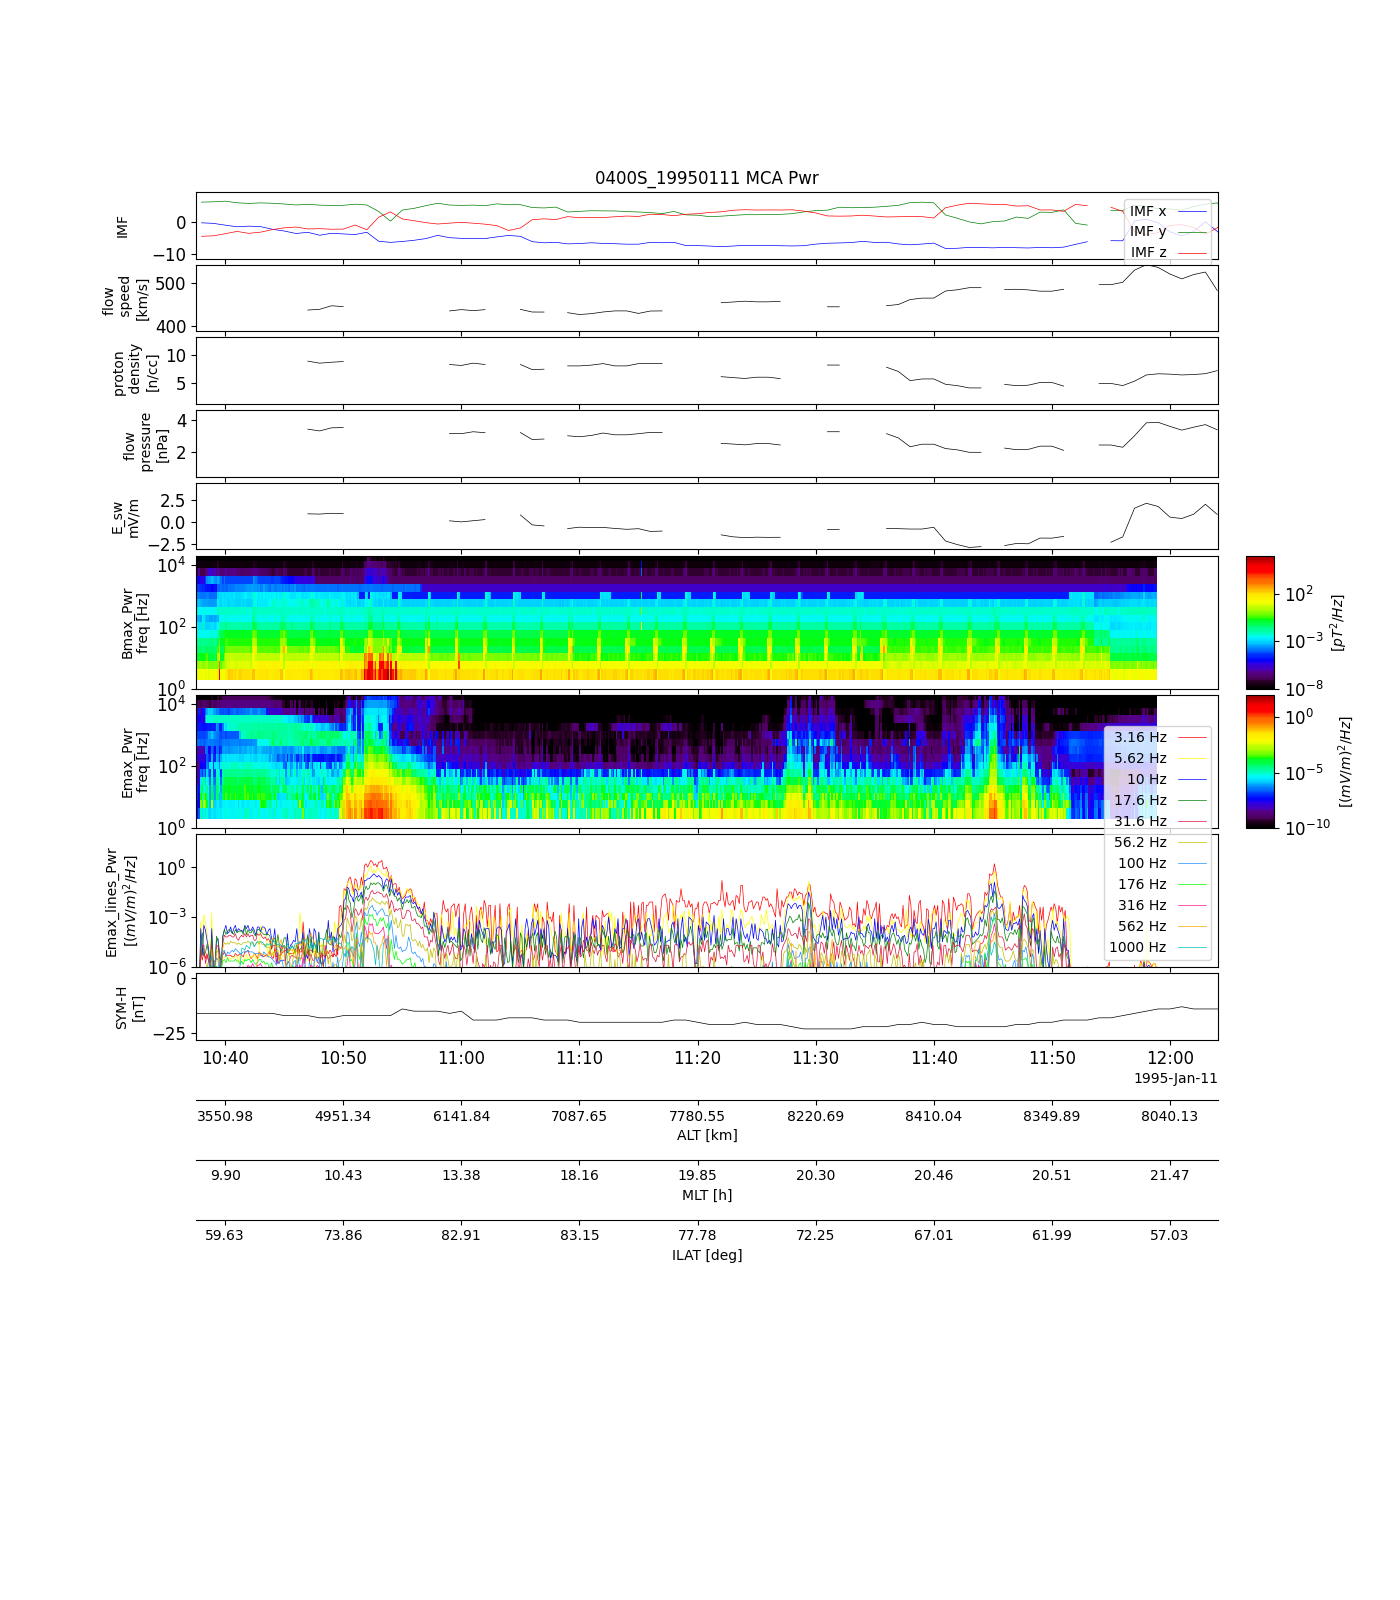 0400S_19950111 MCA Pwr
IMF
0
−10
IMF x
IMF y
IMF z
flow
speed
[km/s]
500
400
proton
density
[n/cc]
10
5
flow
pressure
[nPa]
4
2
E_sw
mV/m
2.5
0.0
−2.5
Bmax_Pwr
freq [Hz]
10^4
10^2
10^0
10^2
10^−3
10^−8
[pT^2/Hz]
Emax_Pwr
freq [Hz]
10^4
10^2
10^0
10^0
10^−5
10^−10
[(mV/m)^2/Hz]
3.16 Hz
5.62 Hz
10 Hz
17.6 Hz
31.6 Hz
56.2 Hz
100 Hz
176 Hz
316 Hz
562 Hz
1000 Hz
Emax_lines_Pwr
[(mV/m)^2/Hz]
10^0
10^−3
10^−6
SYM-H
[nT]
0
−25
10:40 10:50 11:00 11:10 11:20 11:30 11:40 11:50 12:00
1995-Jan-11
3550.98 4951.34 6141.84 7087.65 7780.55 8220.69 8410.04 8349.89 8040.13
ALT [km]
9.90 10.43 13.38 18.16 19.85 20.30 20.46 20.51 21.47
MLT [h]
59.63 73.86 82.91 83.15 77.78 72.25 67.01 61.99 57.03
ILAT [deg]